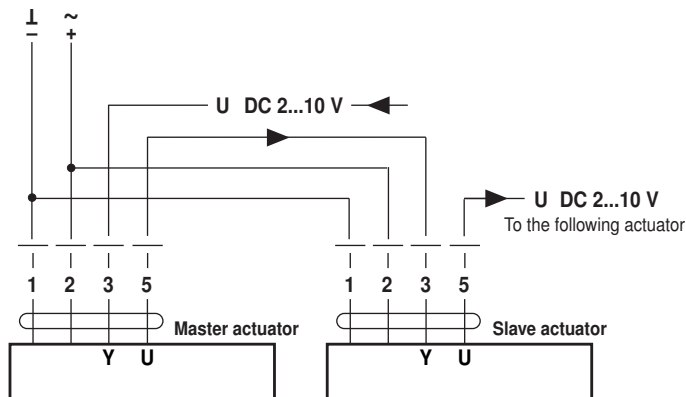 ⊥ ~
− +
U DC 2...10 V
U DC 2...10 V
To the following actuator
1 2 3 5 1 2 3 5
Master actuator Slave actuator
Y U Y U